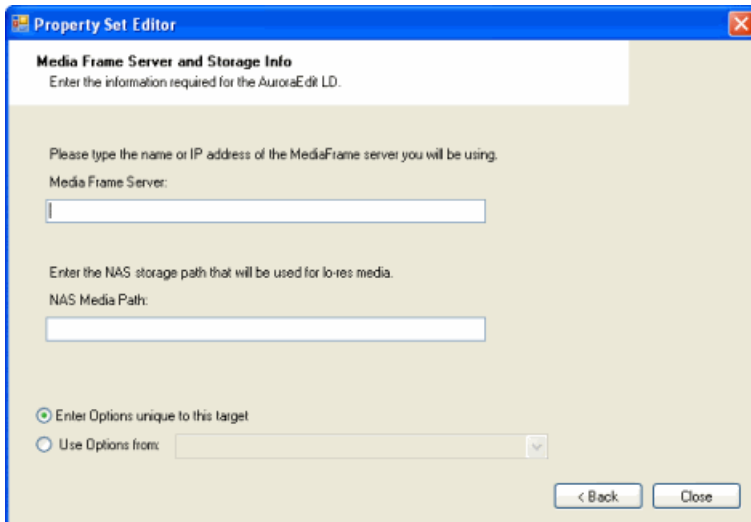 Property Set Editor
Media Frame Server and Storage Info
Enter the information required for the AuroraEdit LD.
Please type the name or IP address of the MediaFrame server you will be using.
Media Frame Server:
Enter the NAS storage path that will be used for lo-res media.
NAS Media Path:
Enter Options unique to this target
Use Options from:
< Back
Close